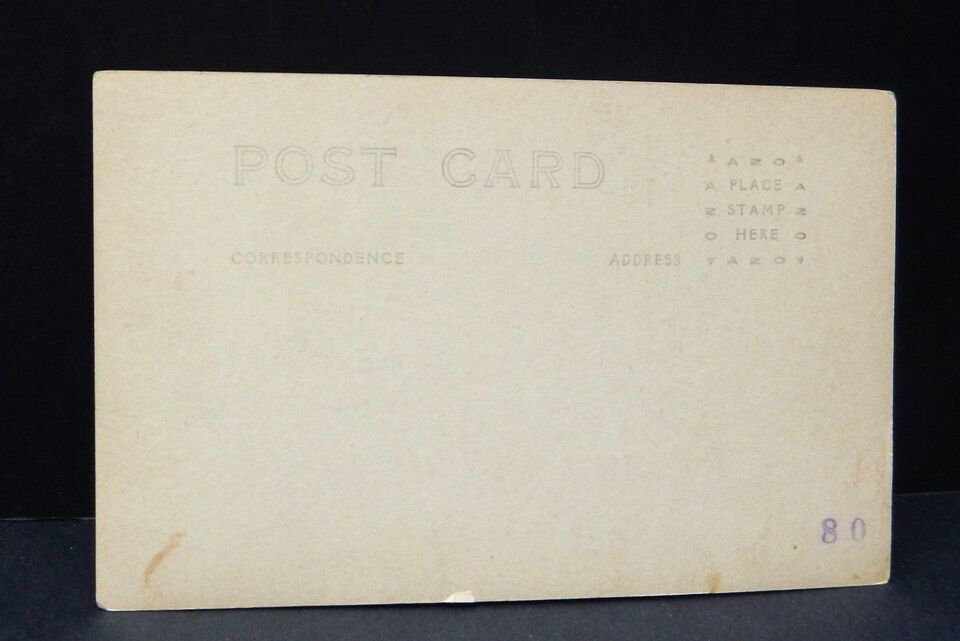 POST CARD
AZO
A PLACE A
Z STAMP Z
O HERE O
CORRESPONDENCE
ADDRESS
AZO
80